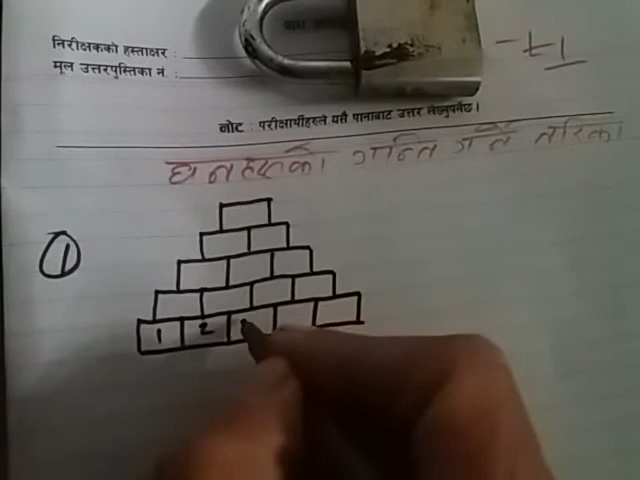 निरीक्षकको हस्ताक्षर :
मूल उत्तरपुस्तिका नं. :
नोट : परीक्षार्थीहरुले यसै पानाबाट उत्तर लेख्नुपर्नेछ ।
घनहरुको गन्ति गर्ने तरिका
1
1 2